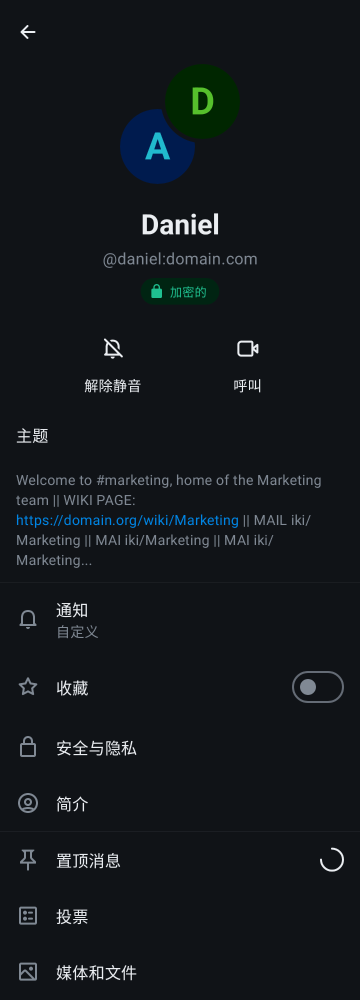 D
A
Daniel
@daniel:domain.com
加密的
解除静音
呼叫
主题
Welcome to #marketing, home of the Marketing
team || WIKI PAGE:
https://domain.org/wiki/Marketing || MAIL iki/
Marketing || MAI iki/Marketing || MAI iki/
Marketing...
通知
自定义
收藏
安全与隐私
简介
置顶消息
投票
媒体和文件